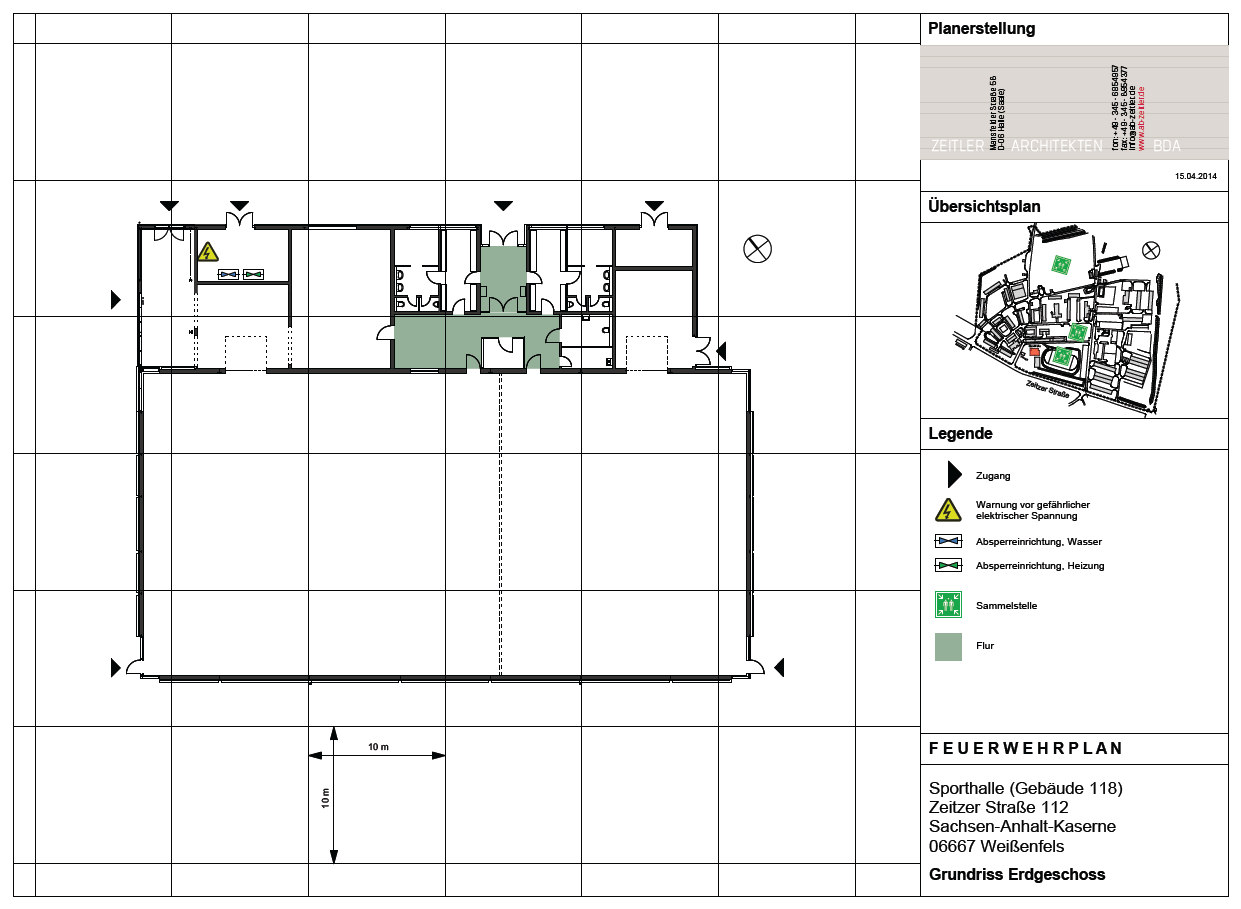 Planerstellung
Mansfelder Straße 56
D-06 Halle (Saale)
fon: +49 - 345 - 6854957
fax: +49 - 345 - 6854377
info@ab-zeitler.de
www.ab-zeitler.de
ZEITLER ARCHITEKTEN BDA
15.04.2014
Übersichtsplan
Zeitzer Straße
Legende
Zugang
Warnung vor gefährlicher
elektrischer Spannung
Absperreinrichtung, Wasser
Absperreinrichtung, Heizung
Sammelstelle
Flur
10 m
10 m
FEUERWEHRPLAN
Sporthalle (Gebäude 118)
Zeitzer Straße 112
Sachsen-Anhalt-Kaserne
06667 Weißenfels
Grundriss Erdgeschoss